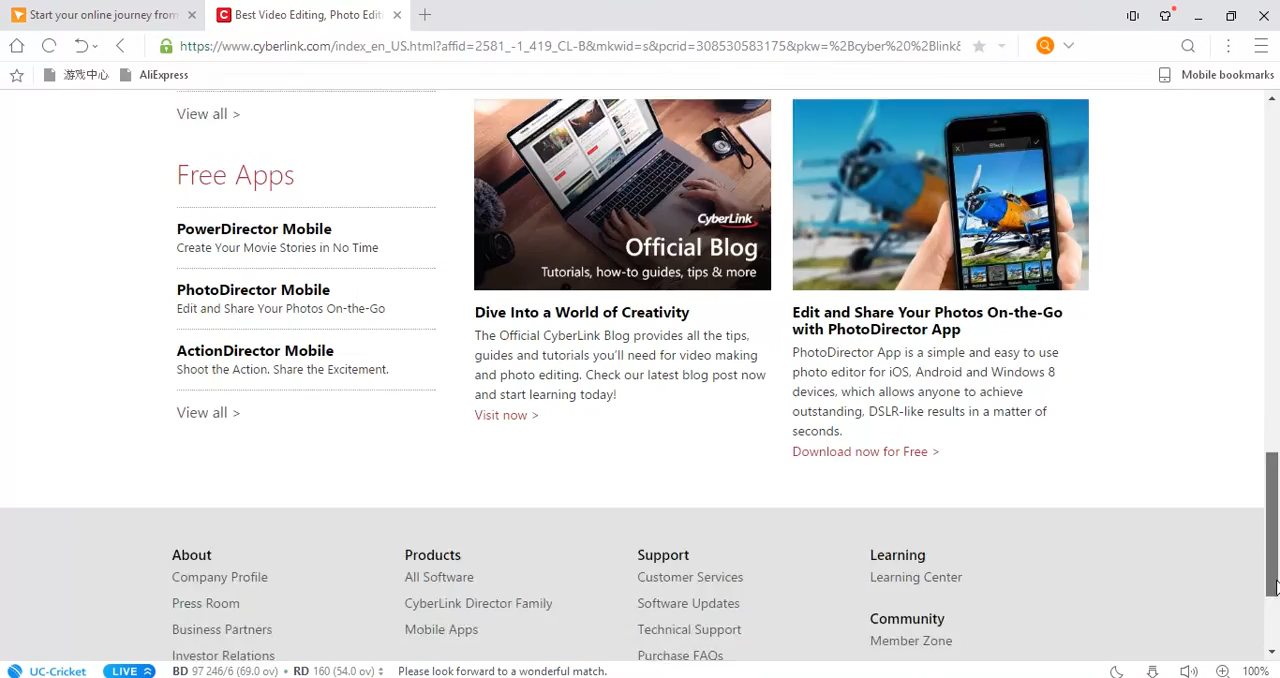 Start your online journey from
Best Video Editing, Photo Edit
https://www.cyberlink.com/index_en_US.html?affid=2581_-1_419_CL-B&mkwid=s&pcrid=308530583175&pkw=%2Bcyber%20%2Blink&
游戏中心
AliExpress
Mobile bookmarks
View all >
Free Apps
PowerDirector Mobile
Create Your Movie Stories in No Time
PhotoDirector Mobile
Edit and Share Your Photos On-the-Go
ActionDirector Mobile
Shoot the Action. Share the Excitement.
View all >
CyberLink
Official Blog
Tutorials, how-to guides, tips & more
Dive Into a World of Creativity
The Official CyberLink Blog provides all the tips,
guides and tutorials you'll need for video making
and photo editing. Check our latest blog post now
and start learning today!
Visit now >
Effects
Edit and Share Your Photos On-the-Go
with PhotoDirector App
PhotoDirector App is a simple and easy to use
photo editor for iOS, Android and Windows 8
devices, which allows anyone to achieve
outstanding, DSLR-like results in a matter of
seconds.
Download now for Free >
About
Company Profile
Press Room
Business Partners
Investor Relations
Products
All Software
CyberLink Director Family
Mobile Apps
Support
Customer Services
Software Updates
Technical Support
Purchase FAQs
Learning
Learning Center
Community
Member Zone
UC-Cricket
LIVE
BD 97 246/6 (69.0 ov) • RD 160 (54.0 ov)
Please look forward to a wonderful match.
100%